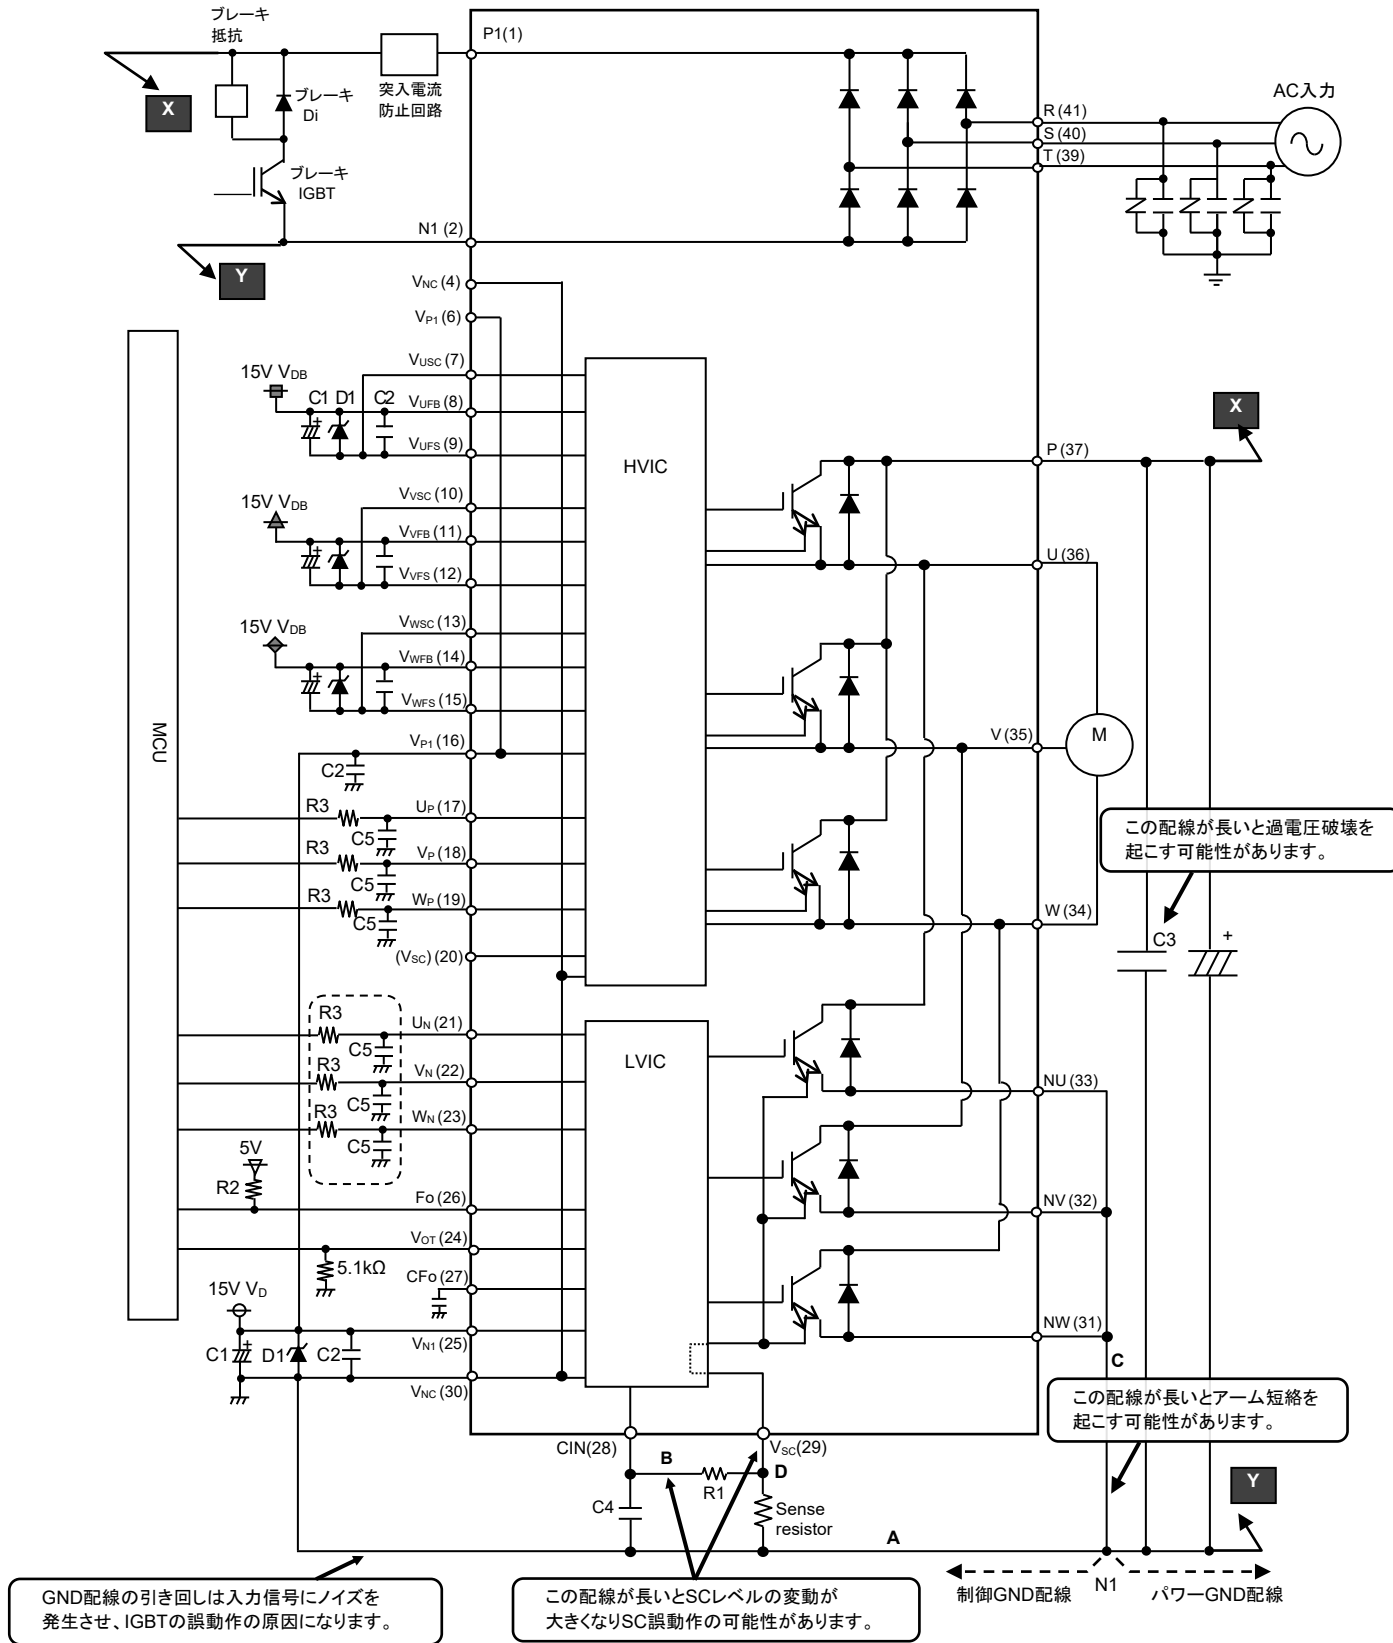 ブレーキ
抵抗
P1(1)
突入電流
防止回路
ブレーキ
Di
X
ブレーキ
IGBT
N1 (2)
Y
AC入力
R (41)
S (40)
T (39)
VNC (4)
VP1 (6)
MCU
15V VDB
C1 D1 C2
VUSC (7)
VUFB (8)
VUFS (9)
15V VDB
VVSC (10)
VVFB (11)
VVFS (12)
15V VDB
VWSC (13)
VWFB (14)
VWFS (15)
VP1 (16)
C2
R3
UP (17)
C5
R3
VP (18)
C5
R3
WP (19)
C5
(VSC) (20)
HVIC
X
P (37)
U (36)
V (35)
M
W (34)
この配線が長いと過電圧破壊を
起こす可能性があります。
C3
+
R3
UN (21)
C5
R3
VN (22)
C5
R3
WN (23)
C5
5V
R2
Fo (26)
VOT (24)
5.1kΩ
CFo (27)
15V VD
VN1 (25)
C1
D1
C2
VNC (30)
LVIC
NU (33)
NV (32)
NW (31)
C
この配線が長いとアーム短絡を
起こす可能性があります。
CIN(28)
VSC(29)
B
D
R1
C4
Sense
resistor
A
Y
制御GND配線
N1
パワーGND配線
GND配線の引き回しは入力信号にノイズを
発生させ、IGBTの誤動作の原因になります。
この配線が長いとSCレベルの変動が
大きくなりSC誤動作の可能性があります。